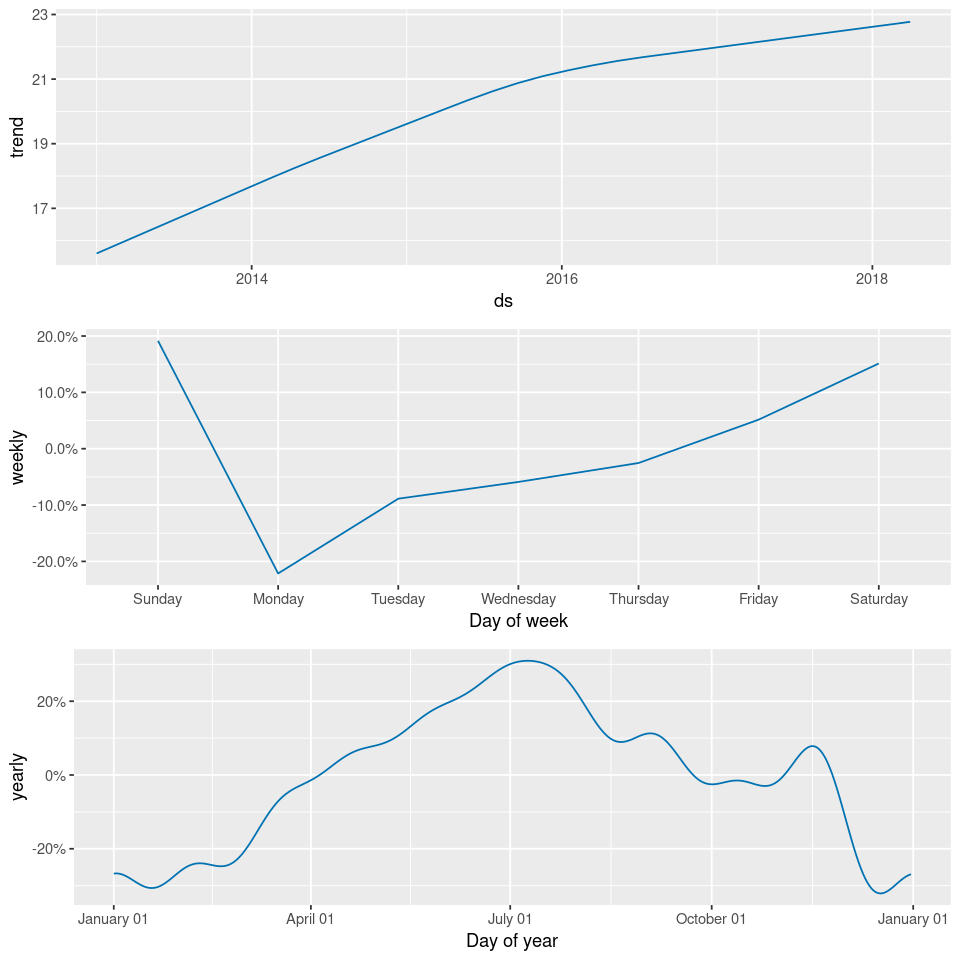 23
21
19
17
trend
2014 2016 2018
ds
20.0%
10.0%
0.0%
-10.0%
-20.0%
weekly
Sunday Monday Tuesday Wednesday Thursday Friday Saturday
Day of week
20%
0%
-20%
yearly
January 01 April 01 July 01 October 01 January 01
Day of year